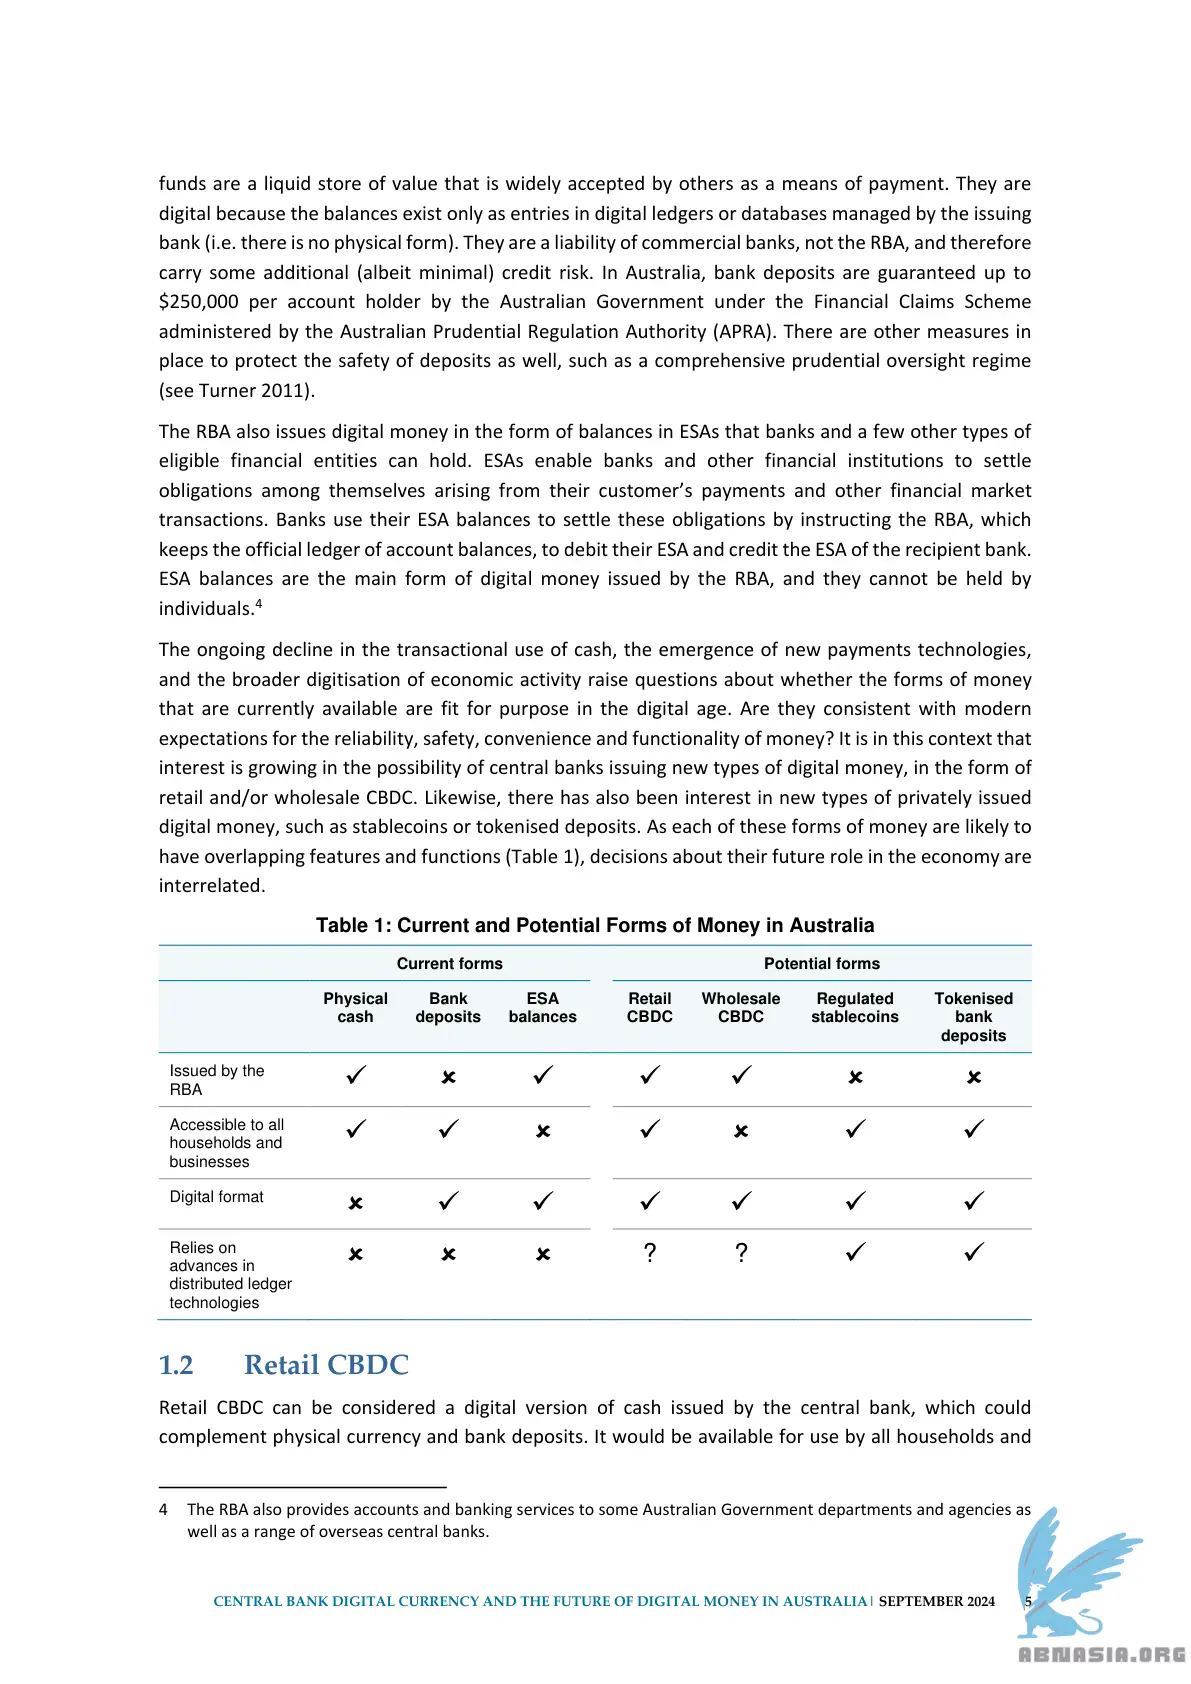 funds are a liquid store of value that is widely accepted by others as a means of payment. They are
digital because the balances exist only as entries in digital ledgers or databases managed by the issuing
bank (i.e. there is no physical form). They are a liability of commercial banks, not the RBA, and therefore
carry some additional (albeit minimal) credit risk. In Australia, bank deposits are guaranteed up to
$250,000 per account holder by the Australian Government under the Financial Claims Scheme
administered by the Australian Prudential Regulation Authority (APRA). There are other measures in
place to protect the safety of deposits as well, such as a comprehensive prudential oversight regime
(see Turner 2011).
The RBA also issues digital money in the form of balances in ESAs that banks and a few other types of
eligible financial entities can hold. ESAs enable banks and other financial institutions to settle
obligations among themselves arising from their customer’s payments and other financial market
transactions. Banks use their ESA balances to settle these obligations by instructing the RBA, which
keeps the official ledger of account balances, to debit their ESA and credit the ESA of the recipient bank.
ESA balances are the main form of digital money issued by the RBA, and they cannot be held by
individuals.4
The ongoing decline in the transactional use of cash, the emergence of new payments technologies,
and the broader digitisation of economic activity raise questions about whether the forms of money
that are currently available are fit for purpose in the digital age. Are they consistent with modern
expectations for the reliability, safety, convenience and functionality of money? It is in this context that
interest is growing in the possibility of central banks issuing new types of digital money, in the form of
retail and/or wholesale CBDC. Likewise, there has also been interest in new types of privately issued
digital money, such as stablecoins or tokenised deposits. As each of these forms of money are likely to
have overlapping features and functions (Table 1), decisions about their future role in the economy are
interrelated.
Table 1: Current and Potential Forms of Money in Australia
Current forms Potential forms
Physical Bank ESA Retail Wholesale Regulated Tokenised
cash deposits balances CBDC CBDC stablecoins bank
deposits
Issued by the ✓ ✗ ✓ ✓ ✓ ✗ ✗
RBA
Accessible to all ✓ ✓ ✗ ✓ ✗ ✓ ✓
households and
businesses
Digital format ✗ ✓ ✓ ✓ ✓ ✓ ✓
Relies on ✗ ✗ ✗ ? ? ✓ ✓
advances in
distributed ledger
technologies
1.2 Retail CBDC
Retail CBDC can be considered a digital version of cash issued by the central bank, which could
complement physical currency and bank deposits. It would be available for use by all households and
4 The RBA also provides accounts and banking services to some Australian Government departments and agencies as
well as a range of overseas central banks.
CENTRAL BANK DIGITAL CURRENCY AND THE FUTURE OF DIGITAL MONEY IN AUSTRALIA| SEPTEMBER 2024 5
ABNASIA.ORG